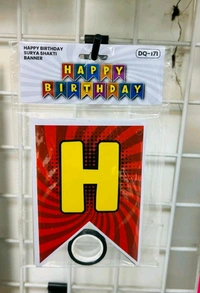 HAPPY BIRTHDAY
SURYA SHAKTI
BANNER
DQ-171
HAPPY
BIRTHDAY
H